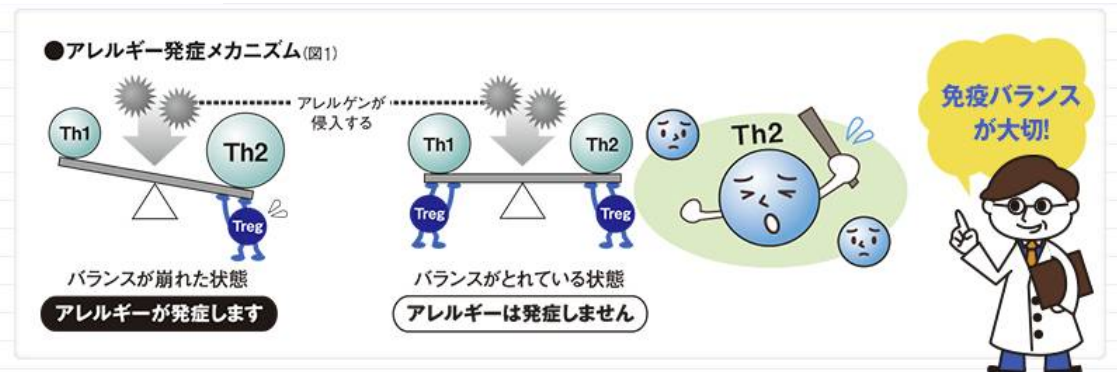 ●アレルギー発症メカニズム(図1)
アレルゲンが
侵入する
Th1
Th2
Treg
バランスが崩れた状態
アレルギーが発症します
Th1
Th2
Treg
Treg
バランスがとれている状態
アレルギーは発症しません
Th2
免疫バランス
が大切!